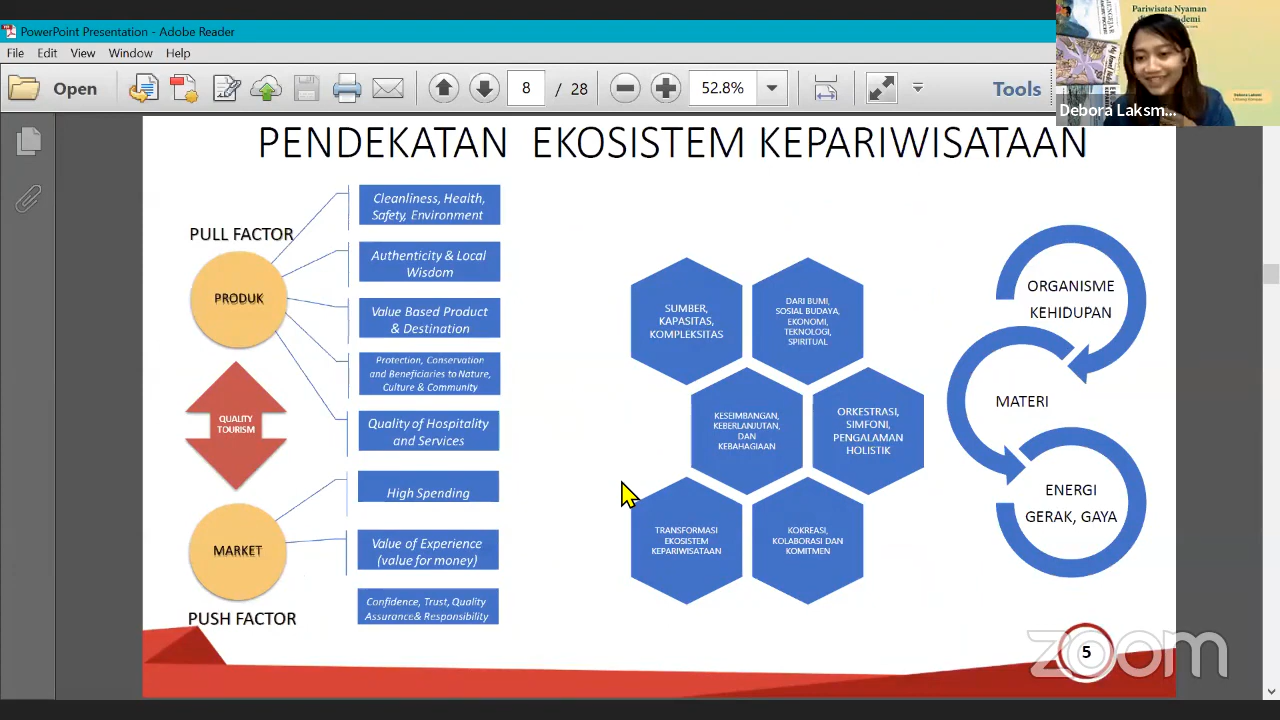 PowerPoint Presentation - Adobe Reader
File Edit View Window Help
Open
8 / 28
52.8%
Tools
Pariwisata Nyaman
Debora Laksm...
PENDEKATAN EKOSISTEM KEPARIWISATAAN
PULL FACTOR
PRODUK
QUALITY
TOURISM
MARKET
PUSH FACTOR
Cleanliness, Health,
Safety, Environment
Authenticity & Local
Wisdom
Value Based Product
& Destination
Protection, Conservation
and Beneficiaries to Nature,
Culture & Community
Quality of Hospitality
and Services
High Spending
Value of Experience
(value for money)
Confidence, Trust, Quality
Assurance& Responsibility
SUMBER,
KAPASITAS,
KOMPLEKSITAS
DARI BUMI,
SOSIAL BUDAYA,
EKONOMI,
TEKNOLOGI,
SPIRITUAL
KESEIMBANGAN,
KEBERLANJUTAN,
DAN
KEBAHAGIAAN
ORKESTRASI,
SIMFONI,
PENGALAMAN
HOLISTIK
TRANSFORMASI
EKOSISTEM
KEPARIWISATAAN
KOKREASI,
KOLABORASI DAN
KOMITMEN
ORGANISME
KEHIDUPAN
MATERI
ENERGI
GERAK, GAYA
5
zoom